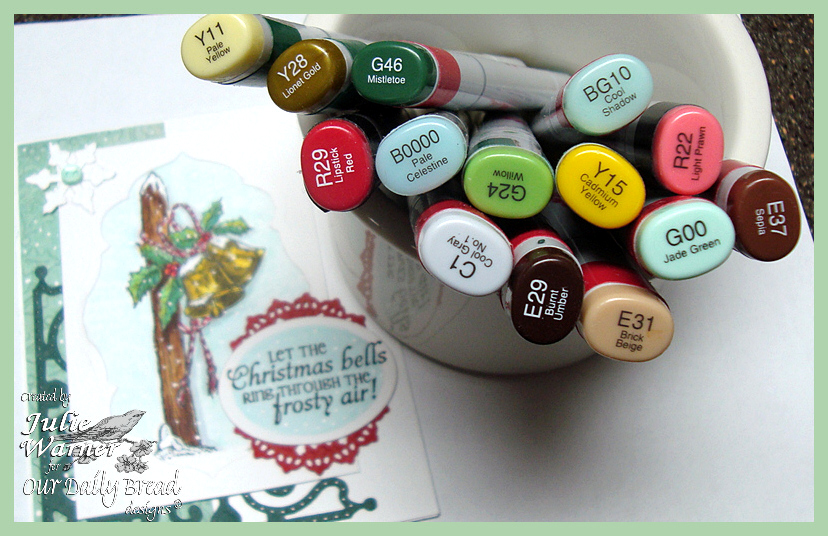 Y11
Pale
Yellow
Y28
Lionet Gold
G46
Mistletoe
BG10
Cool
Shadow
R29
Lipstick
Red
B0000
Pale
Celestine
G24
Willow
Y15
Cadmium
Yellow
R22
Light Prawn
E37
Sepia
C1
Cool Gray
No.1
E29
Burnt
Umber
G00
Jade Green
E31
Brick
Beige
LET THE
Christmas bells
RING THROUGH THE
frosty air!
Created by
Julie
Warner
for a
Our Daily Bread
designs©